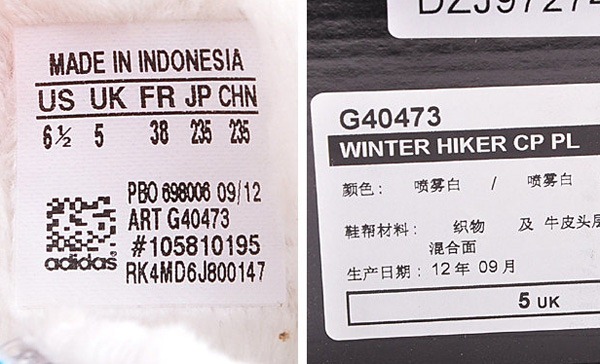 MADE IN INDONESIA
US UK FR JP CHN
6½ 5 38 235 235
PBO 698006 09/12
ART G40473
#105810195
RK4MD6J800147
adidas
G40473
WINTER HIKER CP PL
颜色: 喷雾白 / 喷雾白
鞋帮材料: 织物 及 牛皮头层
混合面
生产日期: 12 年 09 月
5 UK